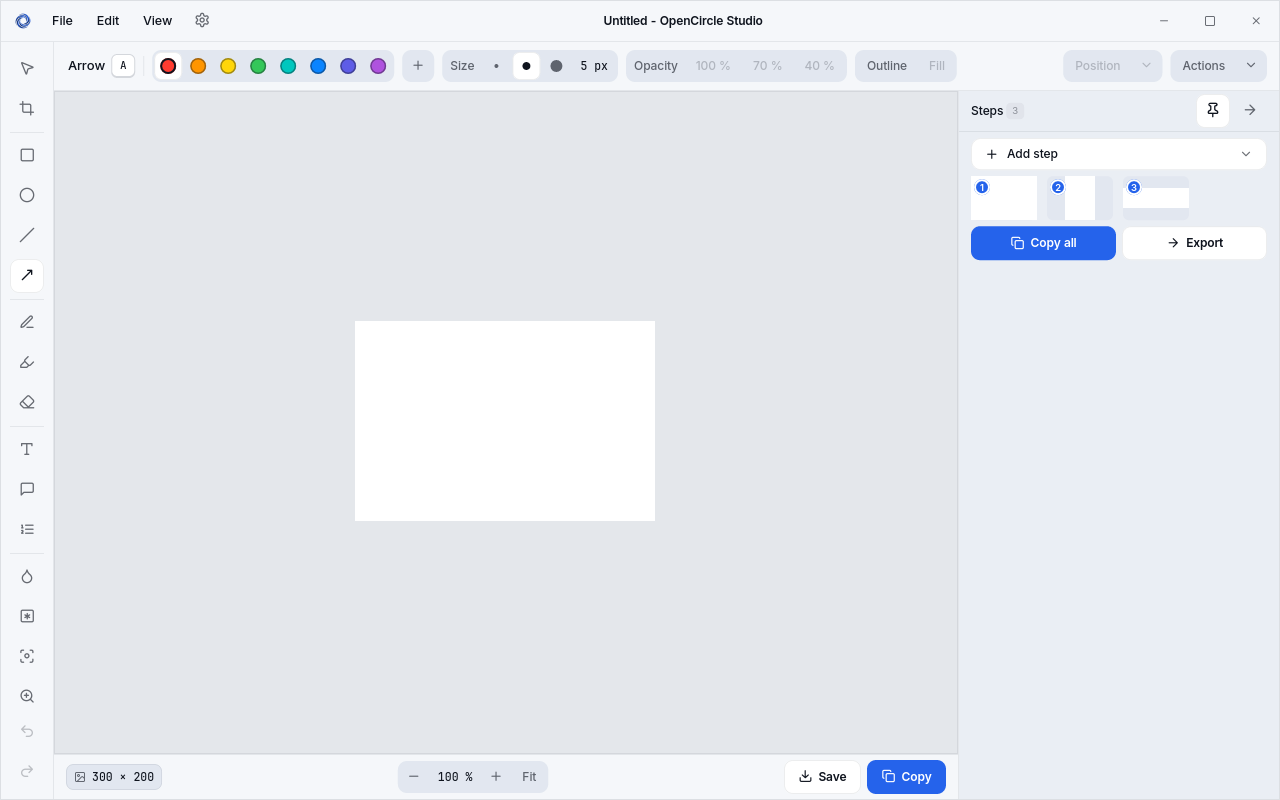 File Edit View Untitled - OpenCircle Studio
Arrow A Size 5 px Opacity 100 % 70 % 40 % Outline Fill Position Actions
Steps 3
Add step
1 2 3
Copy all Export
300 × 200 100 % Fit Save Copy